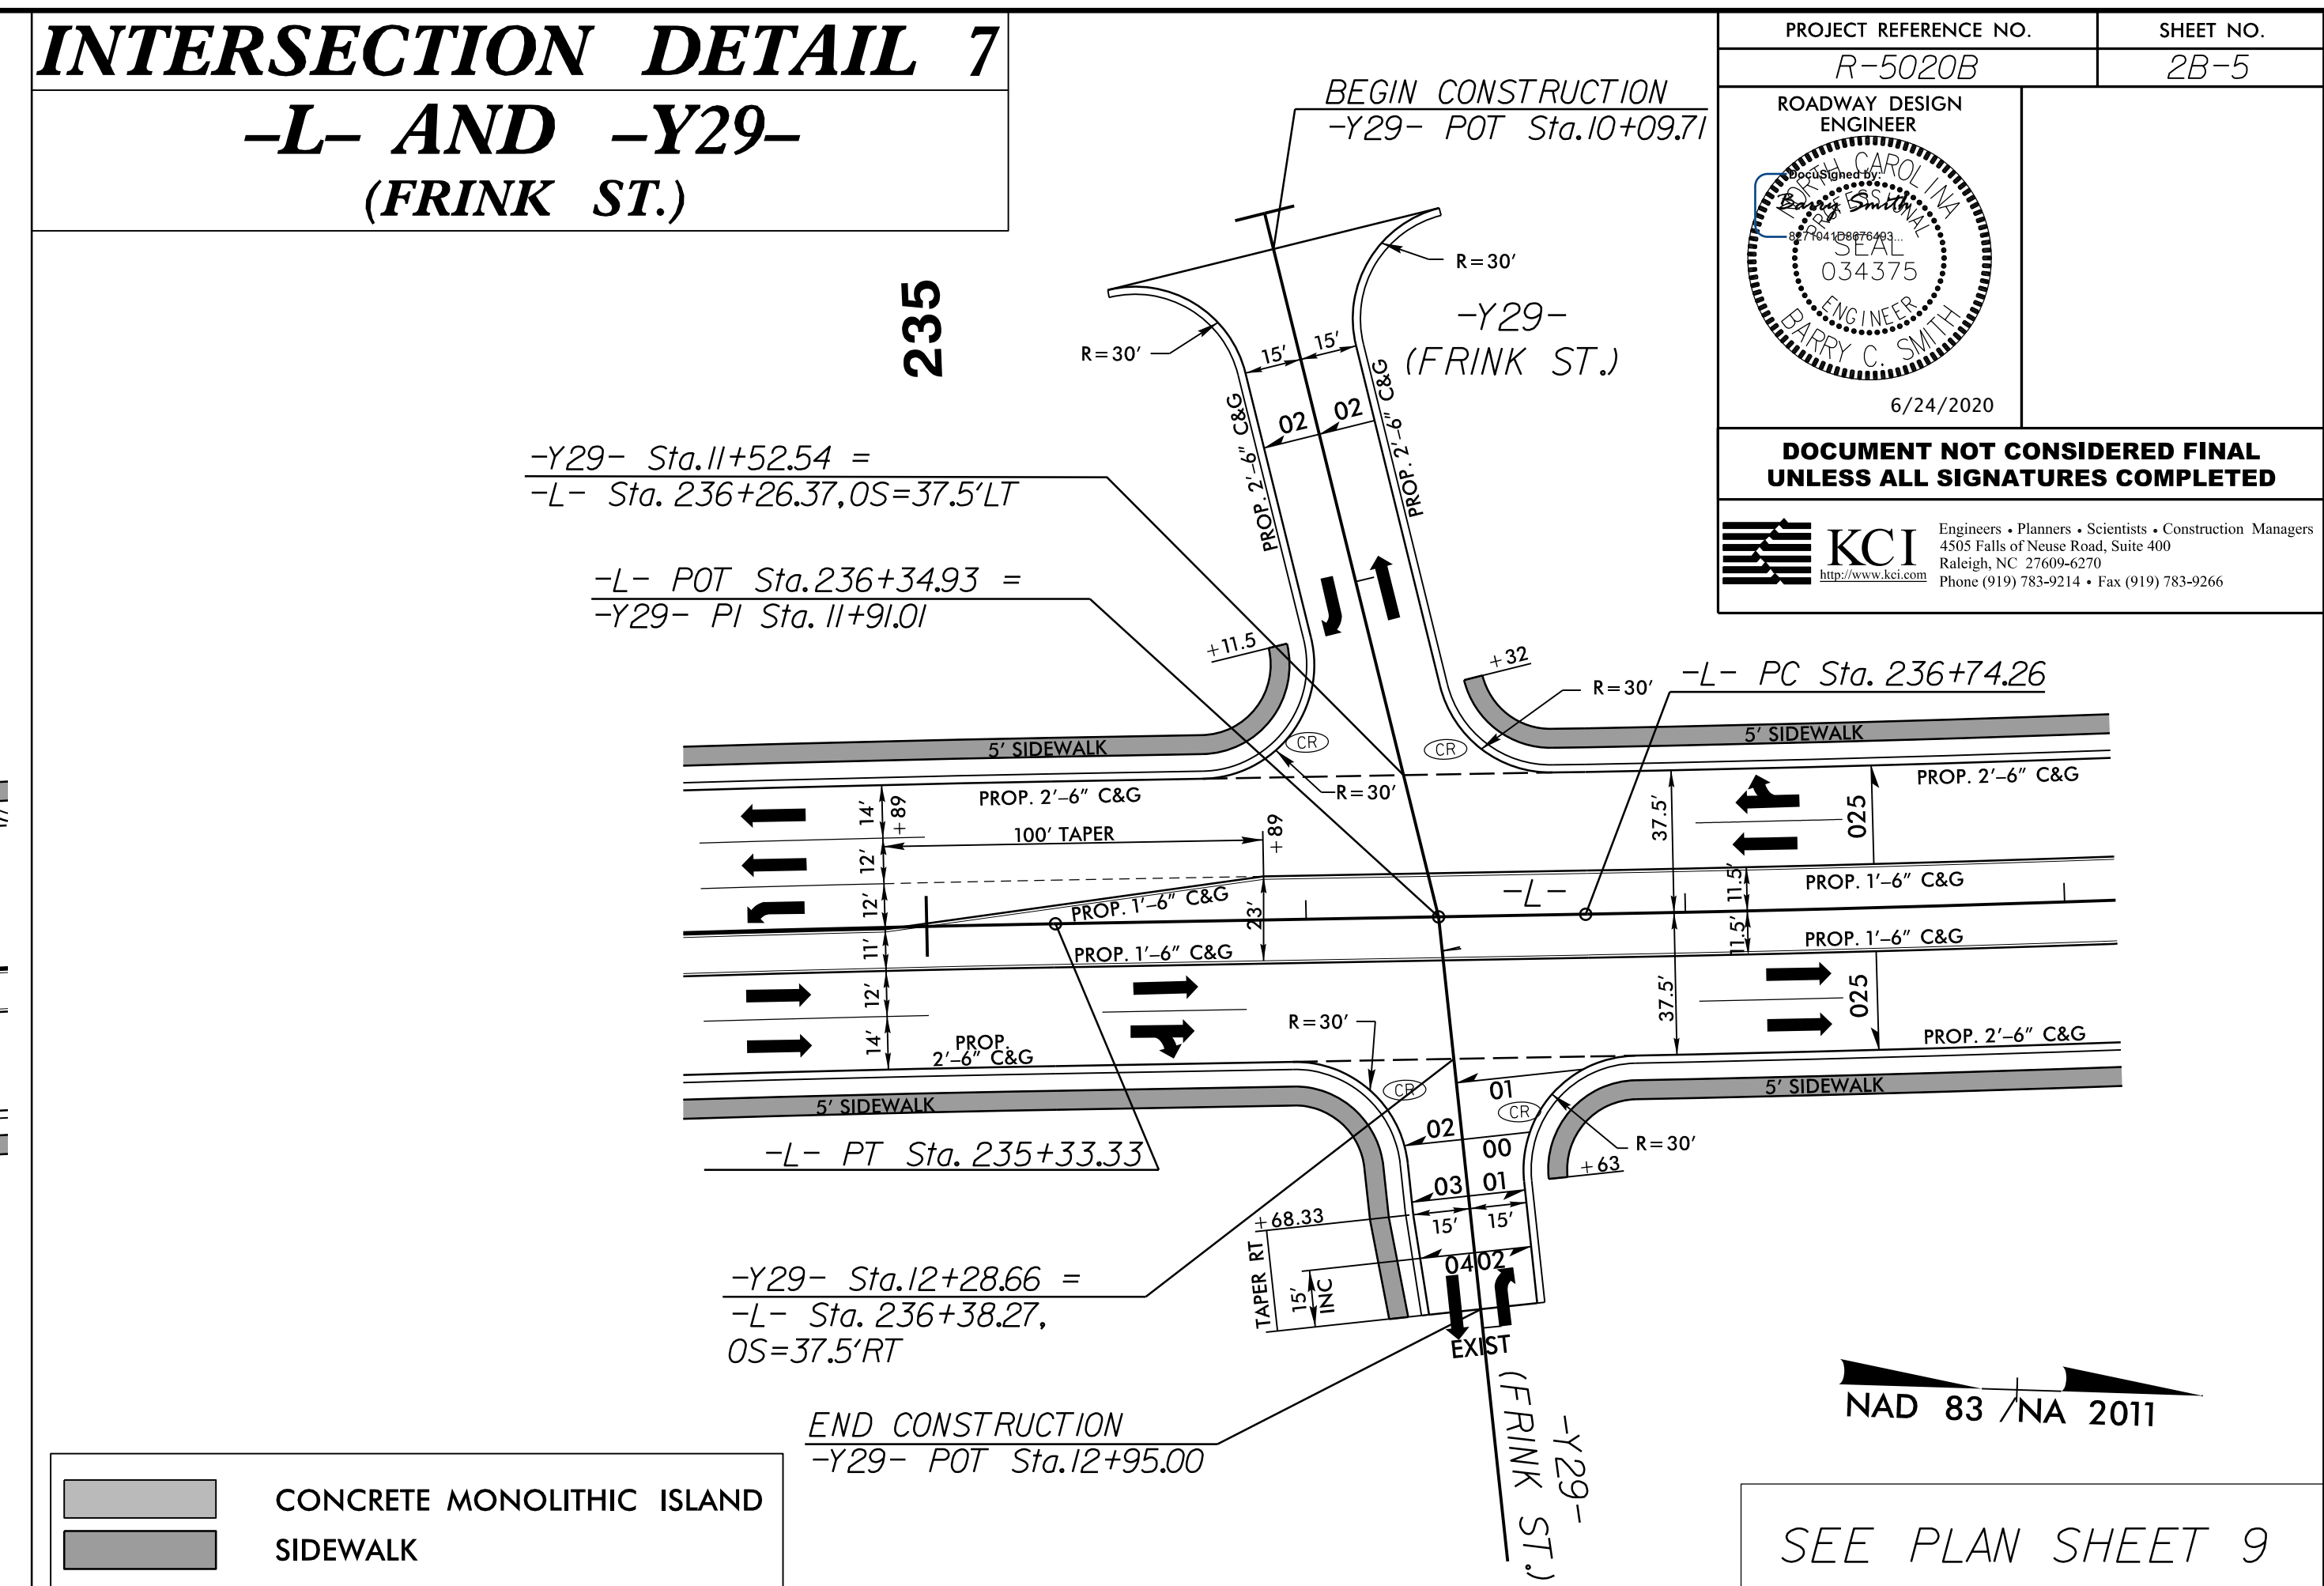 INTERSECTION DETAIL 7
-L- AND -Y29-
(FRINK ST.)
PROJECT REFERENCE NO.
SHEET NO.
R-5020B
2B-5
ROADWAY DESIGN
ENGINEER
NORTH CAROLINA
PROFESSIONAL
DocuSigned by:
Barry Smith
8271041D8676493...
SEAL
034375
ENGINEER
BARRY C. SMITH
6/24/2020
DOCUMENT NOT CONSIDERED FINAL
UNLESS ALL SIGNATURES COMPLETED
KCI
http://www.kci.com
Engineers • Planners • Scientists • Construction Managers
4505 Falls of Neuse Road, Suite 400
Raleigh, NC 27609-6270
Phone (919) 783-9214 • Fax (919) 783-9266
BEGIN CONSTRUCTION
-Y29- POT Sta.10+09.71
235
R=30'
R=30'
-Y29-
(FRINK ST.)
15'
15'
02
02
PROP. 2'-6" C&G
PROP. 2'-6" C&G
-Y29- Sta.11+52.54 =
-L- Sta. 236+26.37, OS=37.5'LT
-L- POT Sta.236+34.93 =
-Y29- PI Sta. 11+91.01
+11.5
+32
R=30'
-L- PC Sta. 236+74.26
5' SIDEWALK
CR
CR
5' SIDEWALK
R=30'
PROP. 2'-6" C&G
PROP. 2'-6" C&G
14'
+89
100' TAPER
+89
37.5'
025
12'
12'
11'
12'
14'
PROP. 1'-6" C&G
23'
-L-
11.5'
PROP. 1'-6" C&G
PROP. 1'-6" C&G
11.5'
PROP. 1'-6" C&G
37.5'
025
R=30'
PROP.
2'-6" C&G
PROP. 2'-6" C&G
5' SIDEWALK
CR
01
CR
5' SIDEWALK
02
00
R=30'
+63
-L- PT Sta. 235+33.33
03
01
+68.33
15'
15'
TAPER RT
15'
INC
04
02
EXIST
-Y29- Sta.12+28.66 =
-L- Sta. 236+38.27,
OS=37.5'RT
END CONSTRUCTION
-Y29- POT Sta.12+95.00
-Y29-
(FRINK ST.)
NAD 83 /NA 2011
CONCRETE MONOLITHIC ISLAND
SIDEWALK
SEE PLAN SHEET 9